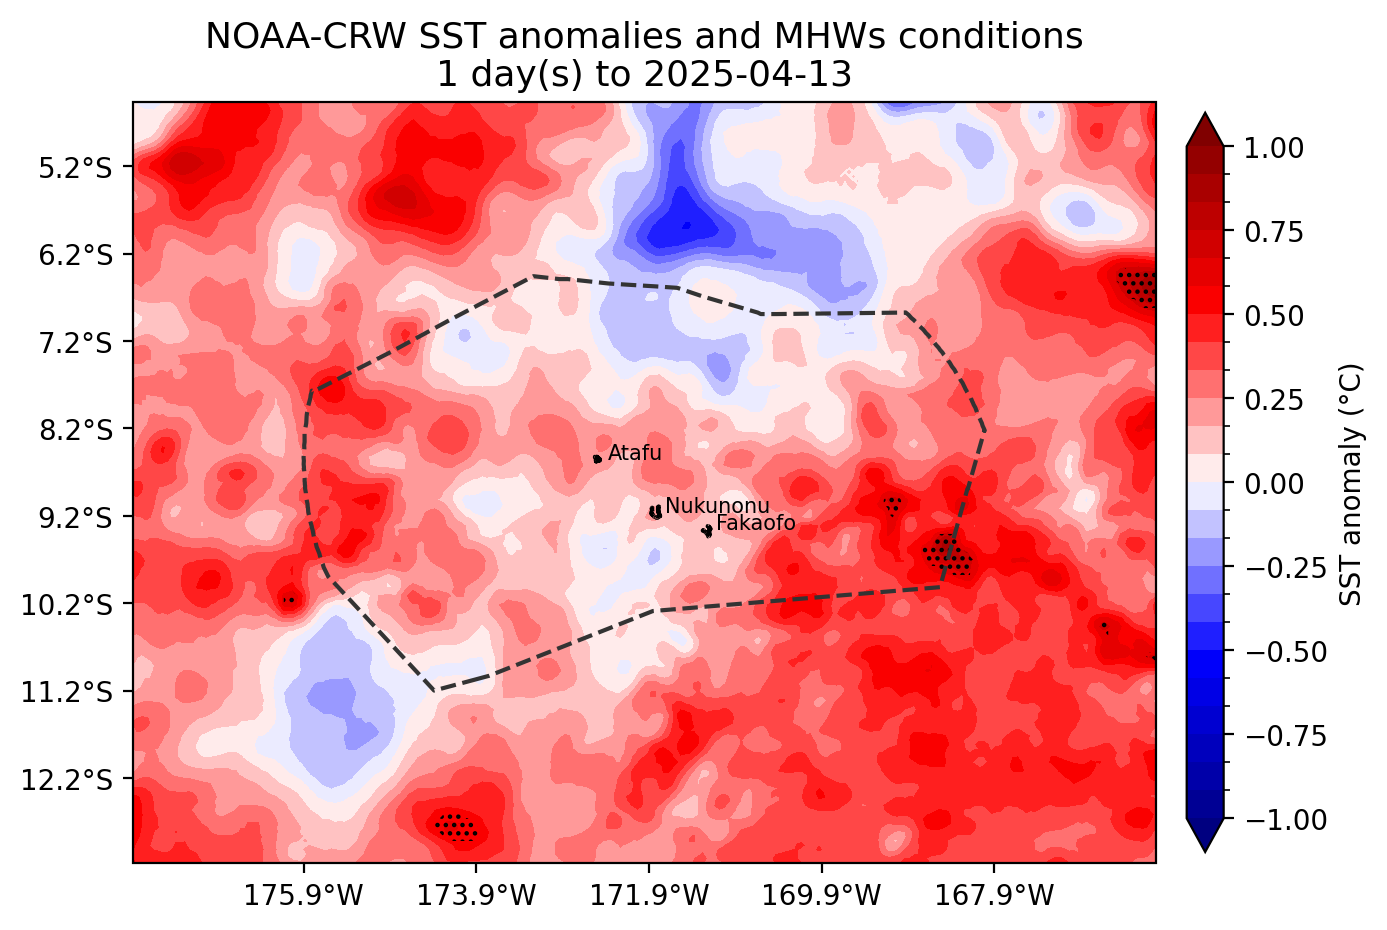 NOAA-CRW SST anomalies and MHWs conditions
1 day(s) to 2025-04-13
5.2°S
6.2°S
7.2°S
8.2°S
9.2°S
10.2°S
11.2°S
12.2°S
Atafu
Nukunonu
Fakaofo
175.9°W
173.9°W
171.9°W
169.9°W
167.9°W
1.00
0.75
0.50
0.25
0.00
−0.25
−0.50
−0.75
−1.00
SST anomaly (°C)